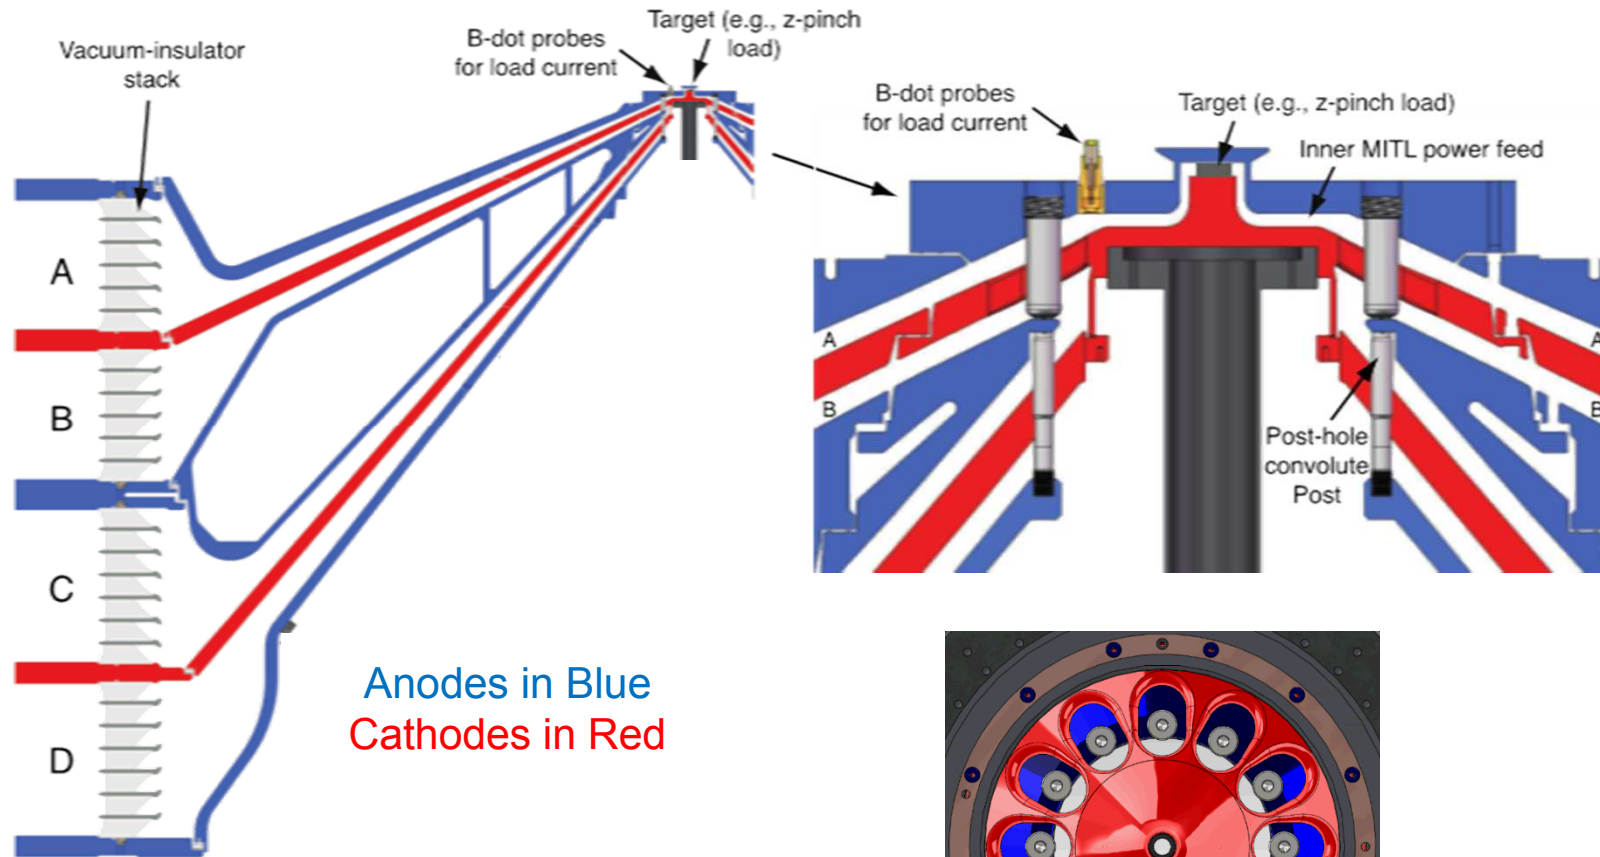 Vacuum-insulator
stack
B-dot probes
for load current
Target (e.g., z-pinch
load)
A
B
C
D
Anodes in Blue
Cathodes in Red
B-dot probes
for load current
Target (e.g., z-pinch load)
Inner MITL power feed
A
B
A
B
Post-hole
convolute
Post